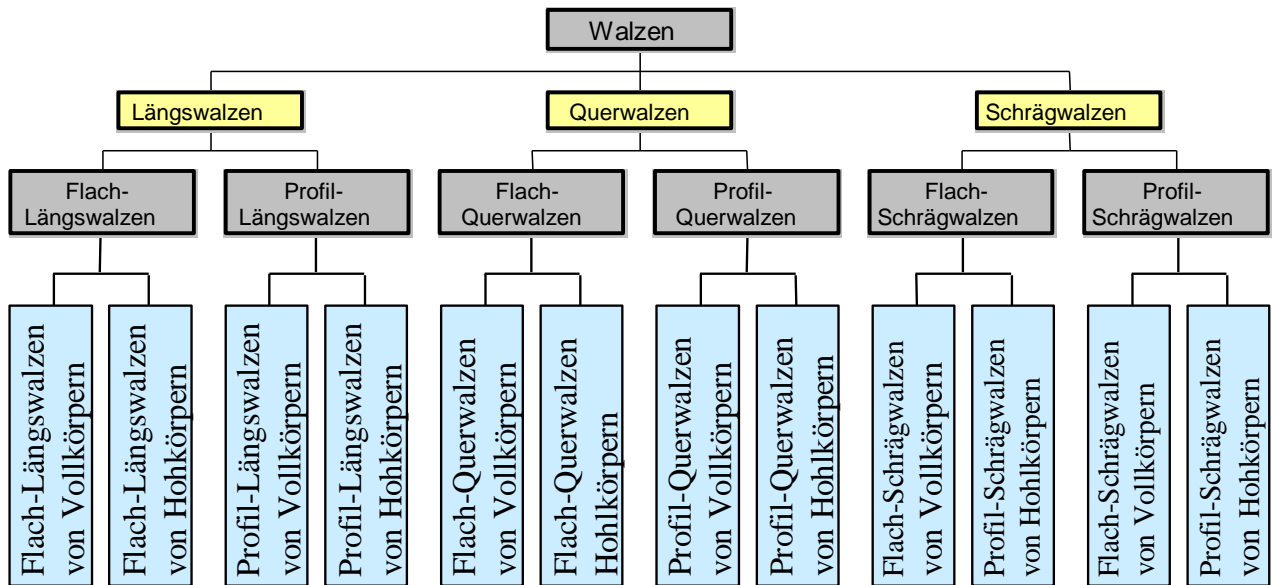 Walzen
Längswalzen
Querwalzen
Schrägwalzen
Flach-
Längswalzen
Profil-
Längswalzen
Flach-
Querwalzen
Profil-
Querwalzen
Flach-
Schrägwalzen
Profil-
Schrägwalzen
Flach-Längswalzen
von Vollkörpern
Flach-Längswalzen
von Hohkörpern
Profil-Längswalzen
von Vollkörpern
Profil-Längswalzen
von Hohkörpern
Flach-Querwalzen
von Vollkörpern
Flach-Querwalzen
Hohlkörpern
Profil-Querwalzen
von Vollkörpern
Profil-Querwalzen
von Hohlkörpern
Flach-Schrägwalzen
von Vollkörpern
Profil-Schrägwalzen
von Hohlkörpern
Flach-Schrägwalzen
von Vollkörpern
Profil-Schrägwalzen
von Hohkörpern